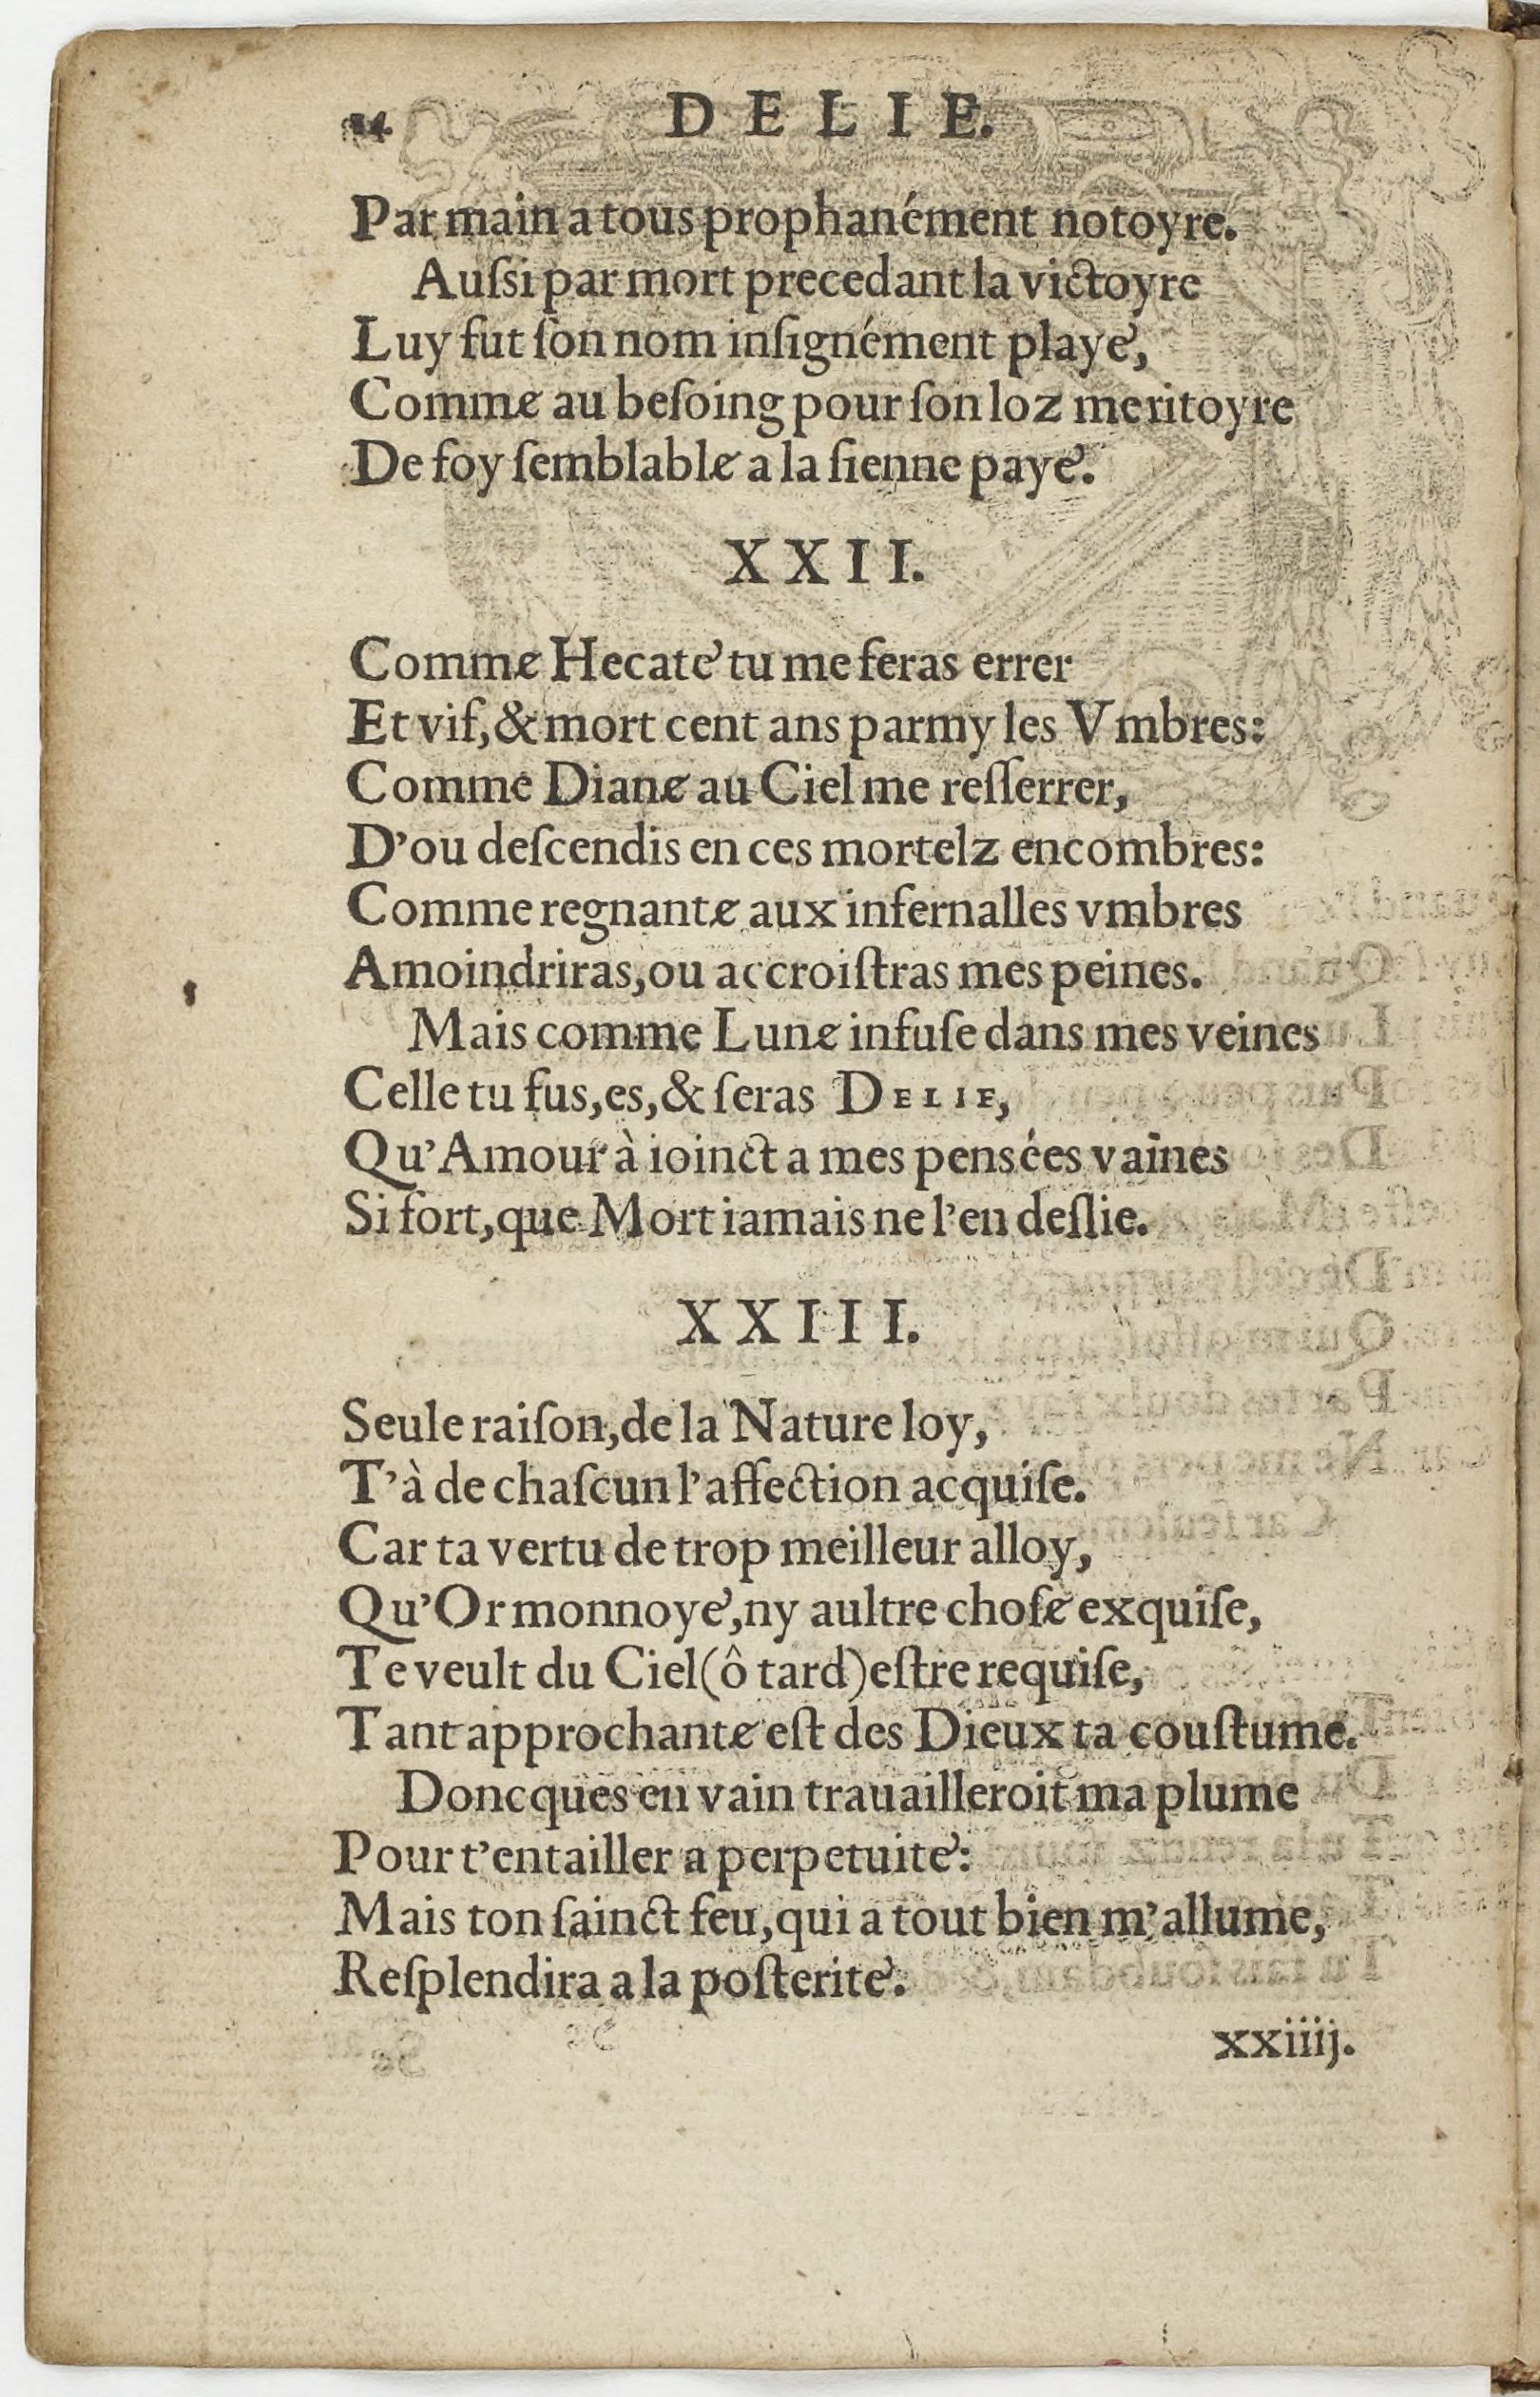 14. DELIE.
Par main a tous prophanément notoyre.
Auſsi par mort precedant la victoyre
Luy fut ſon nom inſignément playé,
Comme au beſoing pour ſon loz meritoyre
De foy ſemblable a la ſienne payé.
XXII.
Comme Hecaté tu me feras errer
Et vif, & mort cent ans parmy les Vmbres:
Comme Diane au Ciel me reſſerrer,
D'ou deſcendis en ces mortelz encombres:
Comme regnante aux infernalles vmbres
Amoindriras, ou accroiſtras mes peines.
Mais comme Lune infuſe dans mes veines
Celle tu fus, es, & ſeras DELIE,
Qu'Amour à ioinct a mes pensées vaines
Si fort, que Mort iamais ne l'en deſlie.
XXIII.
Seule raiſon, de la Nature loy,
T'à de chaſcun l'affection acquiſe.
Car ta vertu de trop meilleur alloy,
Qu'Or monnoyé, ny aultre choſe exquiſe,
Te veult du Ciel (ô tard) eſtre requiſe,
Tant approchante eſt des Dieux ta couſtume.
Doncques en vain trauailleroit ma plume
Pour t'entailler a perpetuité:
Mais ton ſainct feu, qui a tout bien m'allume,
Reſplendira a la poſterité.
xxiiij.